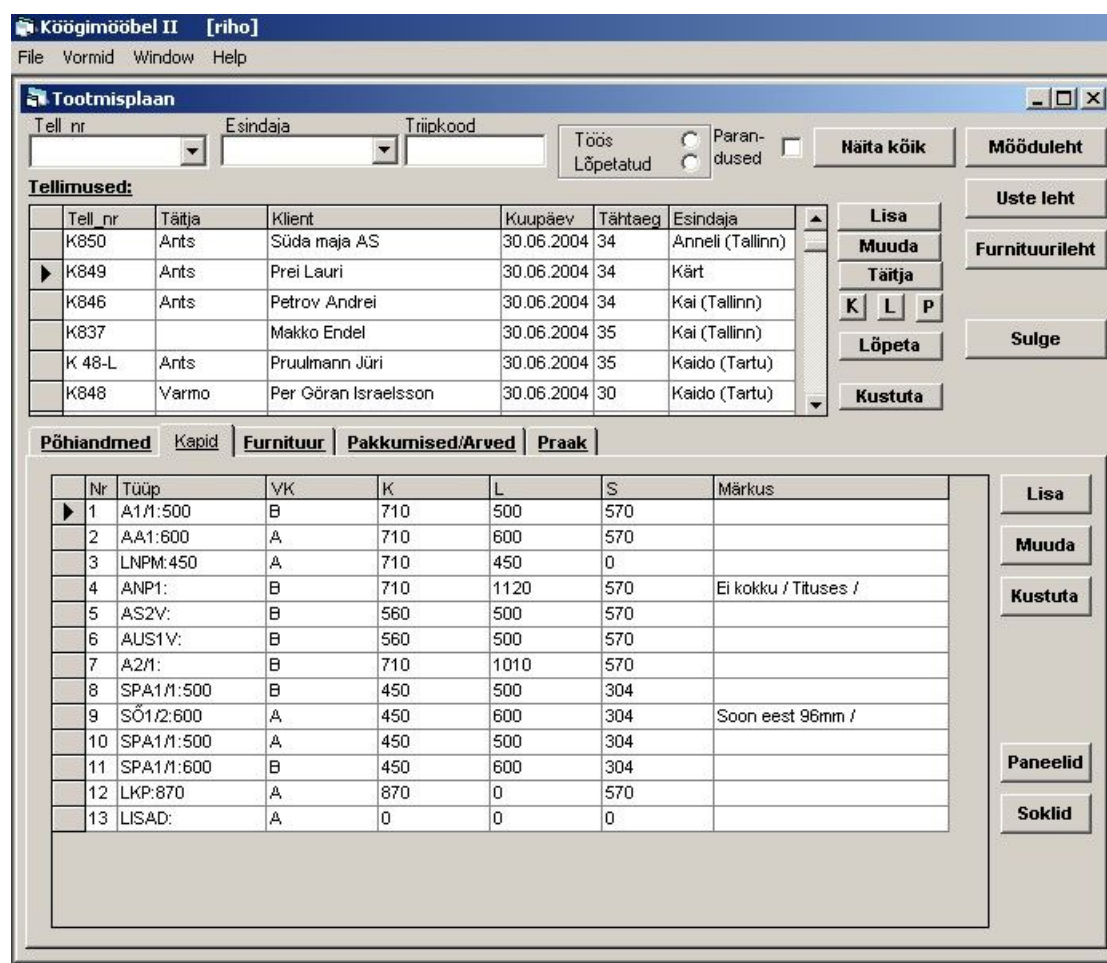 Köögimööbel II [riho]
File Vormid Window Help
Tootmisplaan
Tell nr Esindaja Triipkood
Töös
Lõpetatud
Paran-
dused
Näita kõik
Mõõduleht
Tellimused:
Uste leht
Tell_nr Täitja Klient Kuupäev Tähtaeg Esindaja
Lisa
K850 Ants Süda maja AS 30.06.2004 34 Anneli (Tallinn)
Muuda
Furnituurileht
K849 Ants Prei Lauri 30.06.2004 34 Kärt
Täitja
K846 Ants Petrov Andrei 30.06.2004 34 Kai (Tallinn)
K L P
K837 Makko Endel 30.06.2004 35 Kai (Tallinn)
Lõpeta
Sulge
K 48-L Ants Pruulmann Jüri 30.06.2004 35 Kaido (Tartu)
K848 Varmo Per Göran Israelsson 30.06.2004 30 Kaido (Tartu)
Kustuta
Põhiandmed Kapid Furnituur Pakkumised/Arved Praak
Nr Tüüp VK K L S Märkus
1 A1/1:500 B 710 500 570
2 AA1:600 A 710 600 570
3 LNPM:450 A 710 450 0
4 ANP1: B 710 1120 570 Ei kokku / Tituses /
5 AS2V: B 560 500 570
6 AUS1V: B 560 500 570
7 A2/1: B 710 1010 570
8 SPA1/1:500 B 450 500 304
9 SÕ1/2:600 A 450 600 304 Soon eest 96mm /
10 SPA1/1:500 A 450 500 304
11 SPA1/1:600 B 450 600 304
12 LKP:870 A 870 0 570
13 LISAD: A 0 0 0
Lisa
Muuda
Kustuta
Paneelid
Soklid